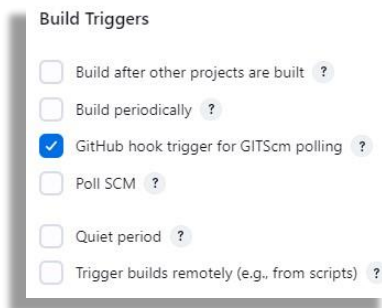 Build Triggers
Build after other projects are built ?
Build periodically ?
GitHub hook trigger for GITScm polling ?
Poll SCM ?
Quiet period ?
Trigger builds remotely (e.g., from scripts) ?